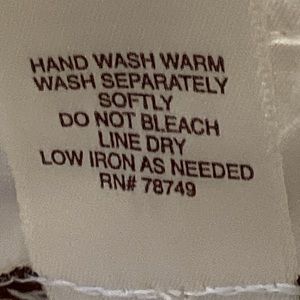 HAND WASH WARM
WASH SEPARATELY
SOFTLY
DO NOT BLEACH
LINE DRY
LOW IRON AS NEEDED
RN# 78749